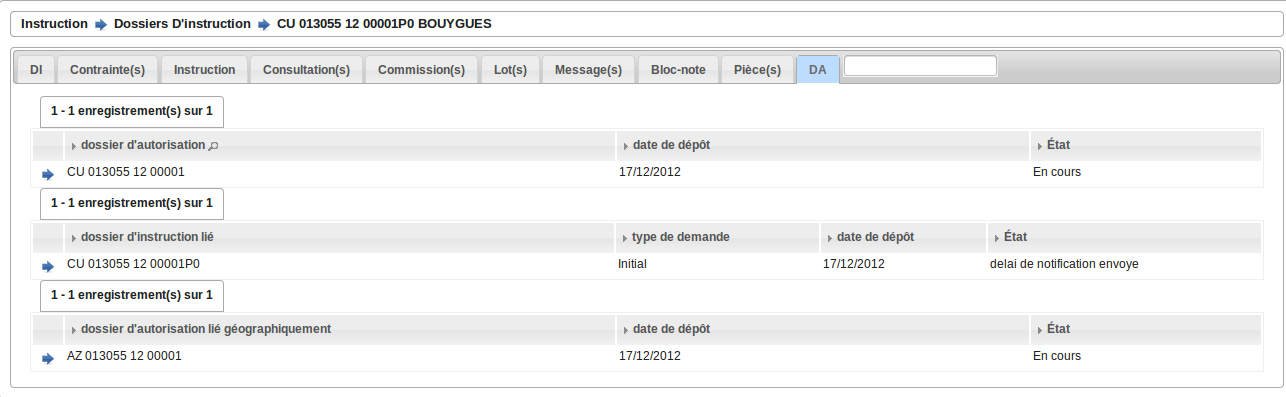 Instruction Dossiers D'instruction CU 013055 12 00001P0 BOUYGUES
DI Contrainte(s) Instruction Consultation(s) Commission(s) Lot(s) Message(s) Bloc-note Pièce(s) DA
1 - 1 enregistrement(s) sur 1
dossier d'autorisation date de dépôt État
CU 013055 12 00001 17/12/2012 En cours
1 - 1 enregistrement(s) sur 1
dossier d'instruction lié type de demande date de dépôt État
CU 013055 12 00001P0 Initial 17/12/2012 delai de notification envoye
1 - 1 enregistrement(s) sur 1
dossier d'autorisation lié géographiquement date de dépôt État
AZ 013055 12 00001 17/12/2012 En cours